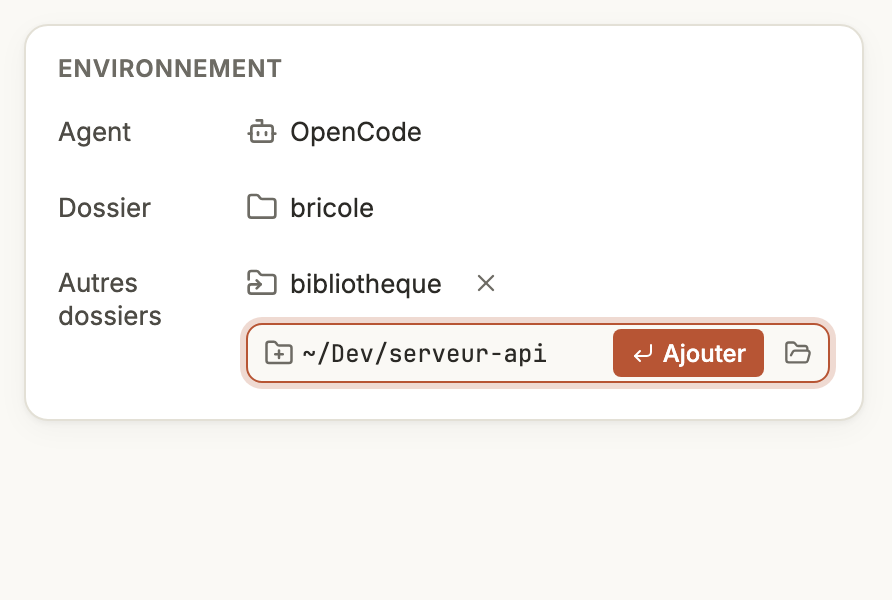 ENVIRONNEMENT
Agent OpenCode
Dossier bricole
Autres dossiers bibliotheque
~/Dev/serveur-api Ajouter